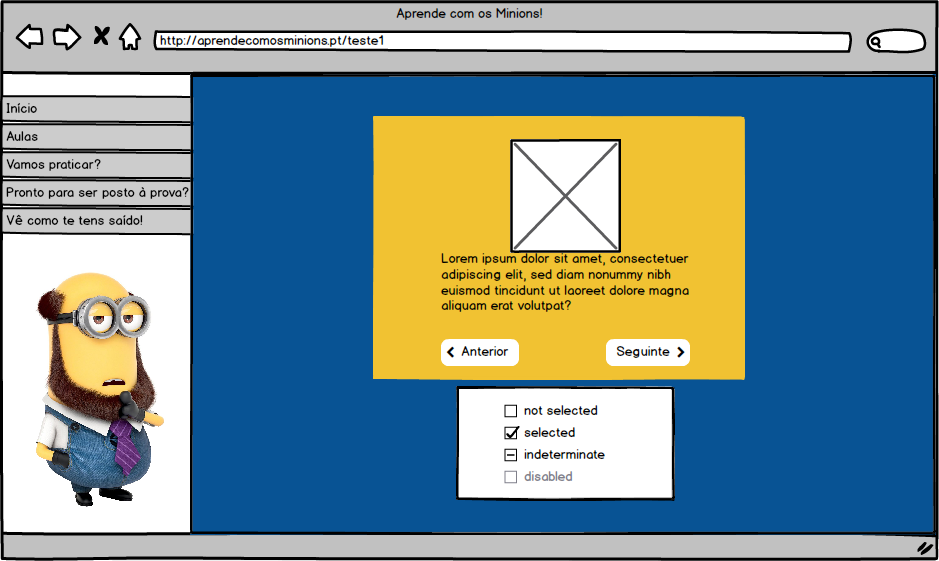 Aprende com os Minions!
http://aprendecomosminions.pt/teste1
Início
Aulas
Vamos praticar?
Pronto para ser posto à prova?
Vê como te tens saído!
Lorem ipsum dolor sit amet, consectetuer
adipiscing elit, sed diam nonummy nibh
euismod tincidunt ut laoreet dolore magna
aliquam erat volutpat?
Anterior
Seguinte
not selected
selected
indeterminate
disabled